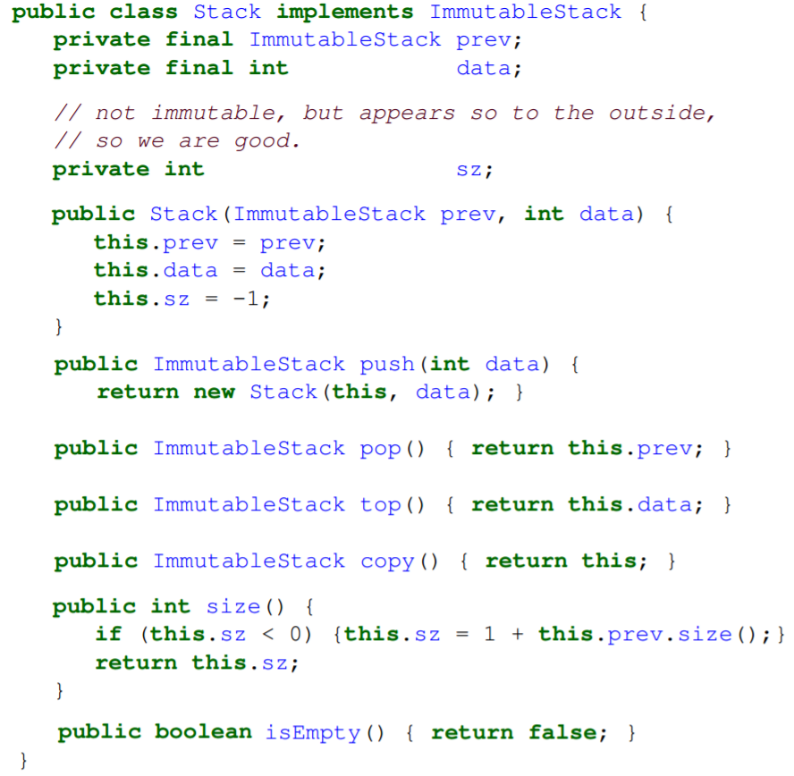 public class Stack implements ImmutableStack {
private final ImmutableStack prev;
private final int data;
// not immutable, but appears so to the outside,
// so we are good.
private int sz;
public Stack(ImmutableStack prev, int data) {
this.prev = prev;
this.data = data;
this.sz = -1;
}
public ImmutableStack push(int data) {
return new Stack(this, data); }
public ImmutableStack pop() { return this.prev; }
public ImmutableStack top() { return this.data; }
public ImmutableStack copy() { return this; }
public int size() {
if (this.sz < 0) {this.sz = 1 + this.prev.size();}
return this.sz;
}
public boolean isEmpty() { return false; }
}